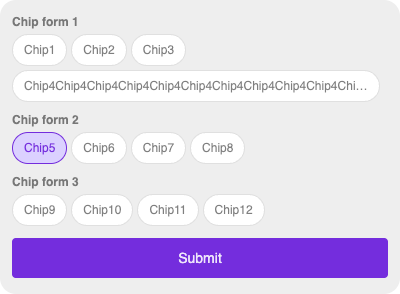 Chip form 1
Chip1 Chip2 Chip3
Chip4Chip4Chip4Chip4Chip4Chip4Chip4Chip4Chip4Chip4Chi…
Chip form 2
Chip5 Chip6 Chip7 Chip8
Chip form 3
Chip9 Chip10 Chip11 Chip12
Submit